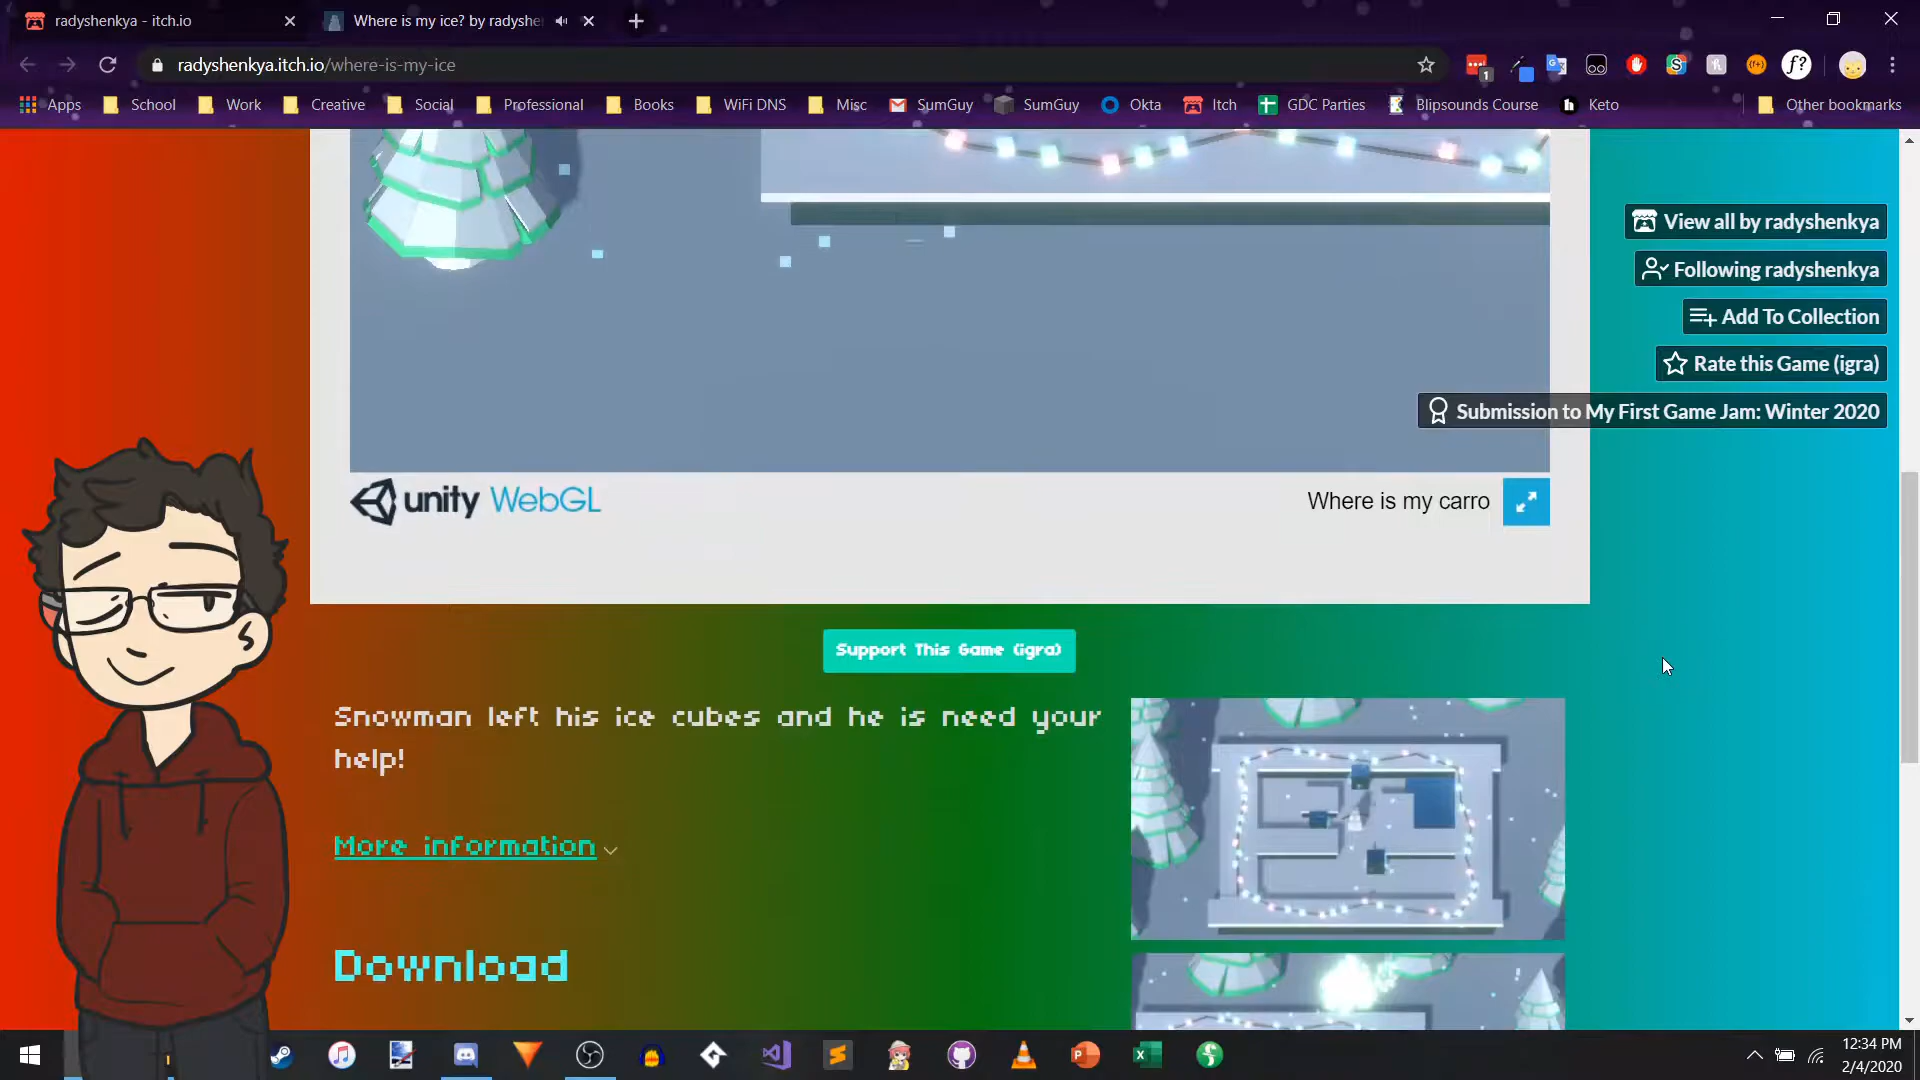 radyshenkya - itch.io
Where is my ice? by radyshe
radyshenkya.itch.io/where-is-my-ice
1
f?
Apps
School
Work
Creative
Social
Professional
Books
WiFi DNS
Misc
SumGuy
SumGuy
Okta
Itch
GDC Parties
Blipsounds Course
Keto
Other bookmarks
View all by radyshenkya
Following radyshenkya
Add To Collection
Rate this Game (igra)
Submission to My First Game Jam: Winter 2020
unity WebGL
Where is my carro
Support This Game (igra)
Snowman left his ice cubes and he is need your
help!
More information
Download
12:34 PM
2/4/2020